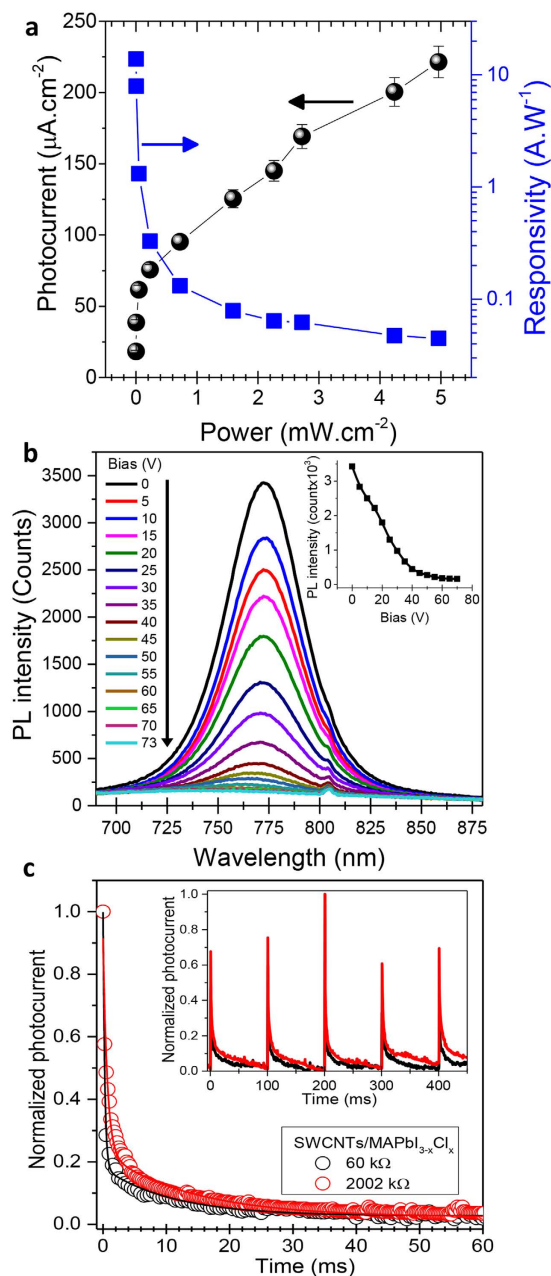 a
Photocurrent (μA.cm⁻²)
250
200
150
100
50
0
10
1
0.1
Responsivity (A.W⁻¹)
0 1 2 3 4 5
Power (mW.cm⁻²)
b
PL intensity (Counts)
3500
3000
2500
2000
1500
1000
500
0
Bias (V)
0
5
10
15
20
25
30
35
40
45
50
55
60
65
70
73
PL intensity (countx10³)
3
2
1
0
0 20 40 60 80
Bias (V)
700 725 750 775 800 825 850 875
Wavelength (nm)
c
Normalized photocurrent
1.0
0.8
0.6
0.4
0.2
0.0
Normalized photocurrent
1.0
0.8
0.6
0.4
0.2
0.0
0 100 200 300 400
Time (ms)
SWCNTs/MAPbI₃₋ₓClₓ
60 kΩ
2002 kΩ
0 10 20 30 40 50 60
Time (ms)